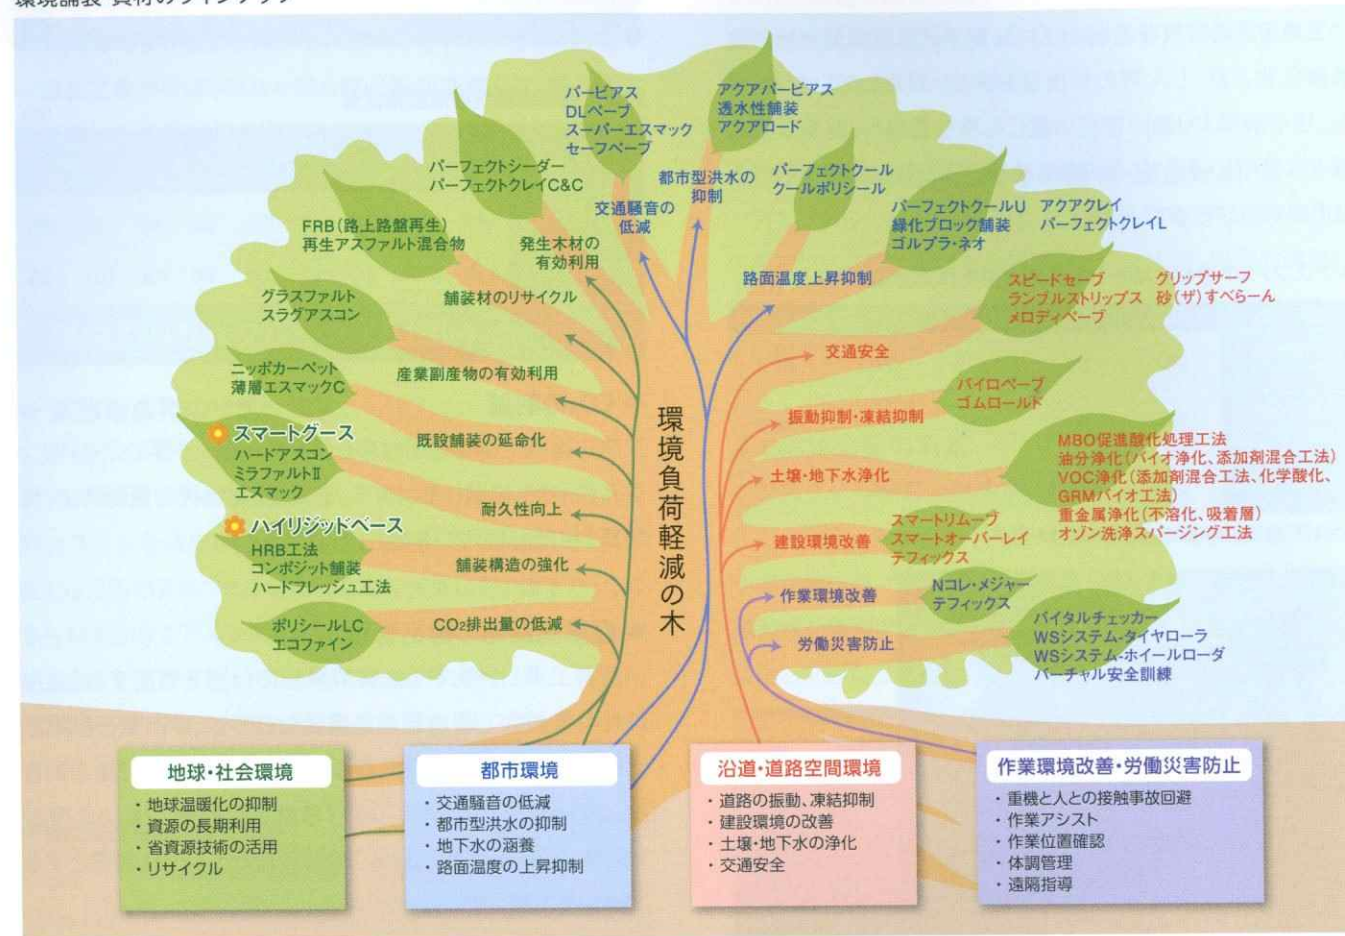 環境舗装・資材のラインナップ
パービアス
DLペーブ
スーパーエスマック
セーフペーブ
アクアパービアス
透水性舗装
アクアロード
パーフェクトシーダー
パーフェクトクレイC&C
都市型洪水の
抑制
パーフェクトクール
クールポリシール
交通騒音の
低減
パーフェクトクールU
緑化ブロック舗装
ゴルプラ・ネオ
アクアクレイ
パーフェクトクレイL
FRB(路上路盤再生)
再生アスファルト混合物
発生木材の
有効利用
路面温度上昇抑制
グラスファルト
スラグアスコン
舗装材のリサイクル
スピードセーブ
ランブルストリップス
メロディペーブ
グリップサーフ
砂(ザ)すべらーん
交通安全
ニッポカーペット
薄層エスマックC
産業副産物の有効利用
パイロペーブ
ゴムロールド
振動抑制・凍結抑制
スマートグース
ハードアスコン
ミラファルトⅡ
エスマック
既設舗装の延命化
環境負荷軽減の木
土壌・地下水浄化
MBO促進酸化処理工法
油分浄化(バイオ浄化、添加剤混合工法)
VOC浄化(添加剤混合工法、化学酸化、
GRMバイオ工法)
重金属浄化(不溶化、吸着層)
オゾン洗浄スパージング工法
耐久性向上
ハイリジッドベース
HRB工法
コンポジット舗装
ハードフレッシュ工法
舗装構造の強化
建設環境改善
スマートリムーブ
スマートオーバーレイ
テフィックス
作業環境改善
Nコレ・メジャー
テフィックス
ポリシールLC
エコファイン
CO2排出量の低減
労働災害防止
バイタルチェッカー
WSシステム-タイヤローラ
WSシステム-ホイールローダ
バーチャル安全訓練
地球・社会環境
・地球温暖化の抑制
・資源の長期利用
・省資源技術の活用
・リサイクル
都市環境
・交通騒音の低減
・都市型洪水の抑制
・地下水の涵養
・路面温度の上昇抑制
沿道・道路空間環境
・道路の振動、凍結抑制
・建設環境の改善
・土壌・地下水の浄化
・交通安全
作業環境改善・労働災害防止
・重機と人との接触事故回避
・作業アシスト
・作業位置確認
・体調管理
・遠隔指導